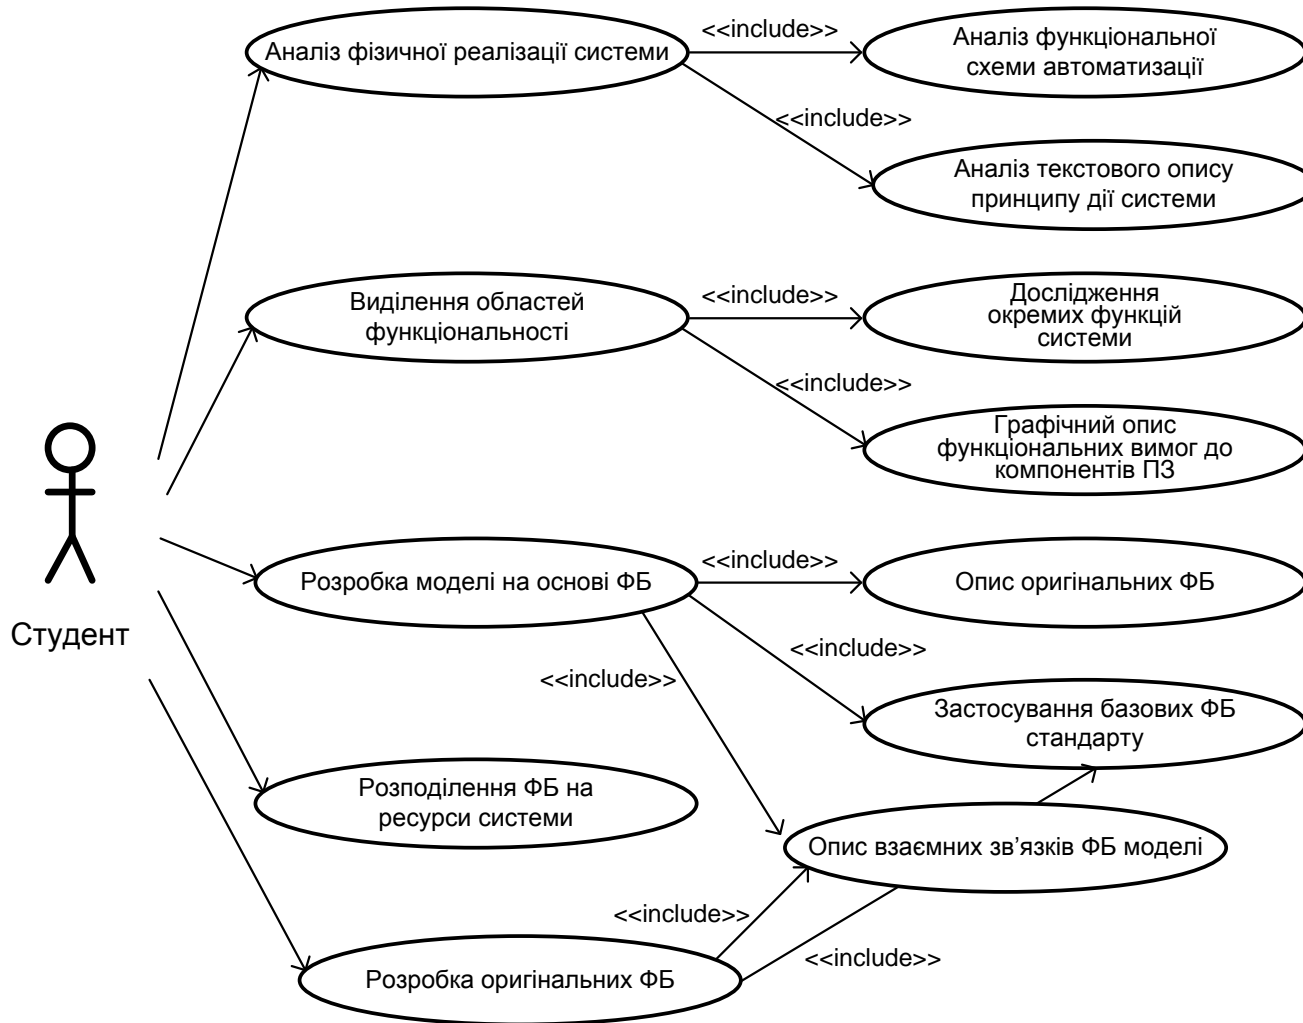 <<include>>
Аналіз фізичної реалізації системи
Аналіз функціональної
схеми автоматизації
<<include>>
Аналіз текстового опису
принципу дії системи
Виділення областей
функціональності
<<include>>
Дослідження
окремих функцій
системи
<<include>>
Графічний опис
функціональних вимог до
компонентів ПЗ
Студент
Розробка моделі на основі ФБ
<<include>>
Опис оригінальних ФБ
<<include>>
<<include>>
Застосування базових ФБ
стандарту
Розподілення ФБ на
ресурси системи
Опис взаємних зв’язків ФБ моделі
<<include>>
<<include>>
Розробка оригінальних ФБ